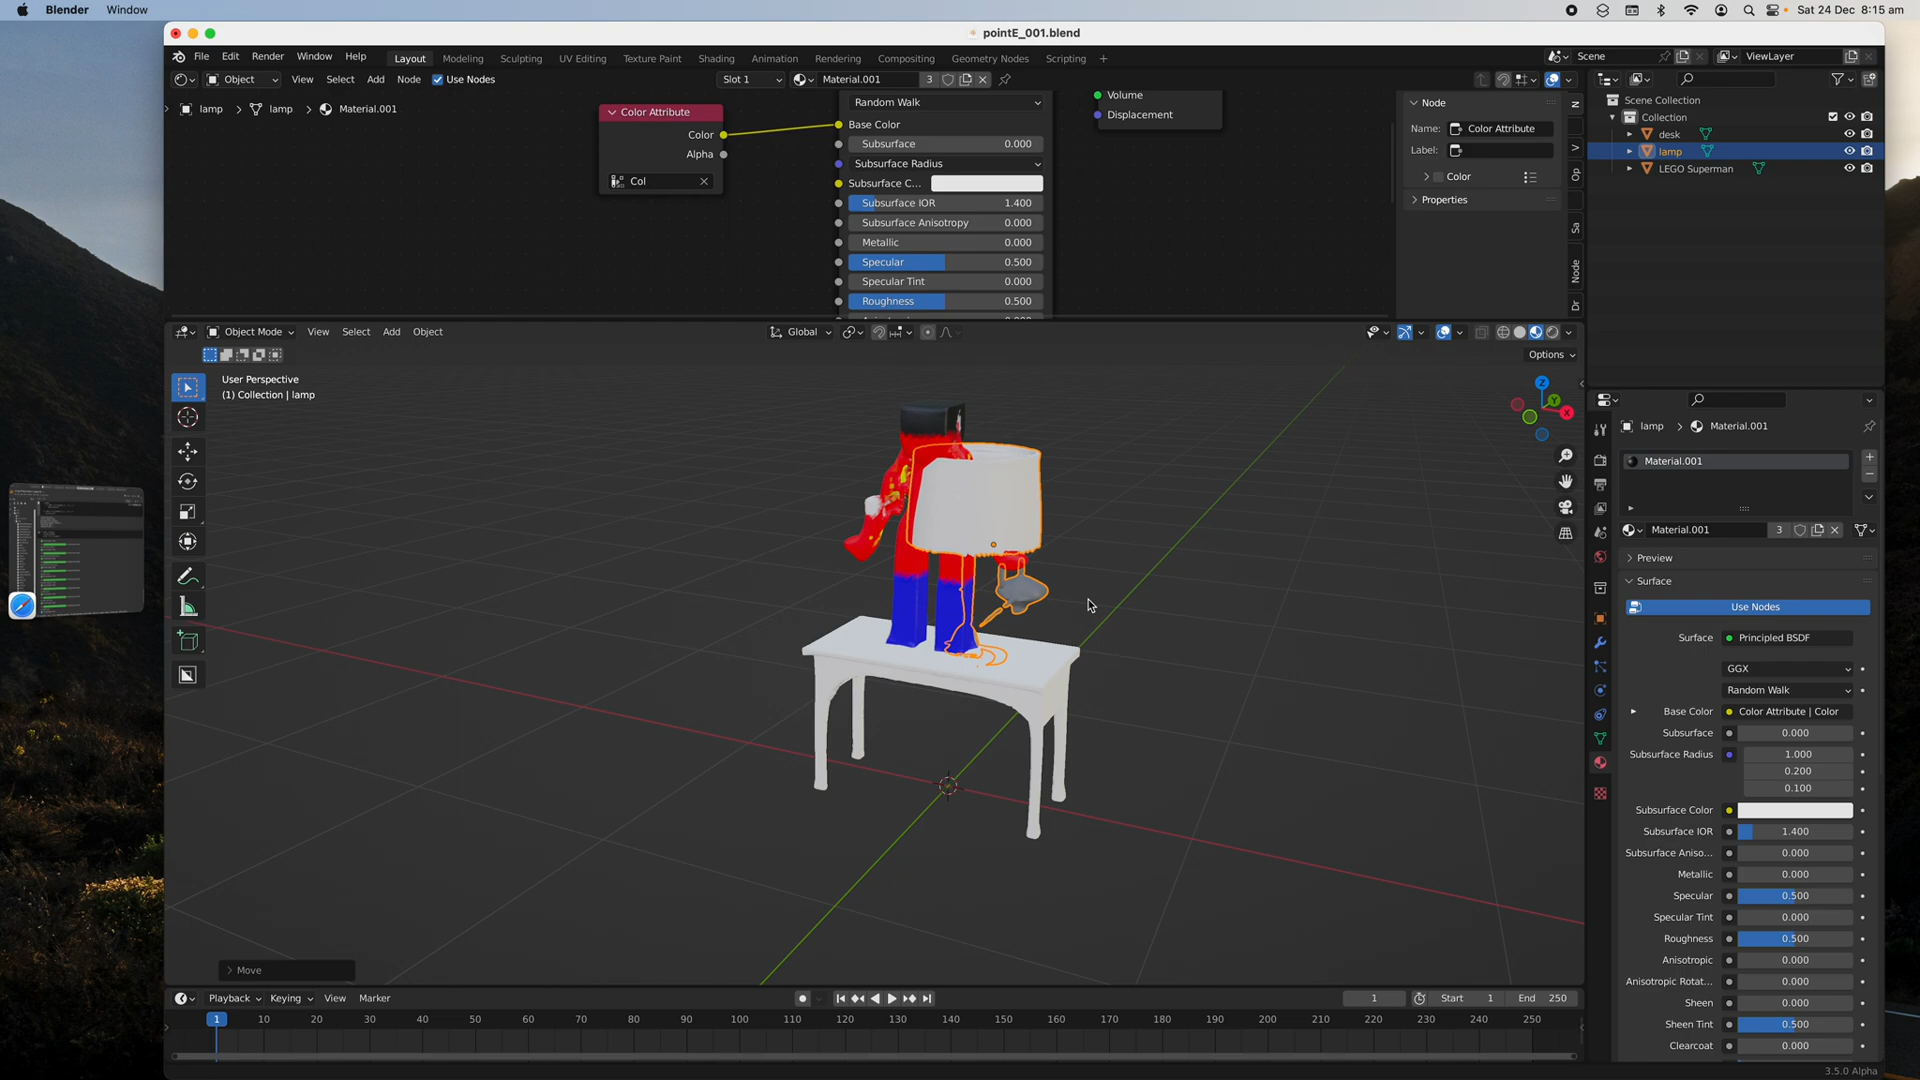 Blender Window Sat 24 Dec 8:15 am
pointE_001.blend
File Edit Render Window Help Layout Modeling Sculpting UV Editing Texture Paint Shading Animation Rendering Compositing Geometry Nodes Scripting + Scene ViewLayer
Object View Select Add Node Use Nodes Slot 1 Material.001 3
lamp > lamp > Material.001
Color Attribute
Color
Alpha
Col
Random Walk
Base Color
Subsurface 0.000
Subsurface Radius
Subsurface C...
Subsurface IOR 1.400
Subsurface Anisotropy 0.000
Metallic 0.000
Specular 0.500
Specular Tint 0.000
Roughness 0.500
Volume
Displacement
Node
Name: Color Attribute
Label:
Color
Properties
N
V
Op
Sa
Node
Dr
Scene Collection
Collection
desk
lamp
LEGO Superman
Object Mode View Select Add Object Global
Options
User Perspective
(1) Collection | lamp
Z
Y
X
Move
lamp > Material.001
Material.001
Material.001 3
Preview
Surface
Use Nodes
Surface Principled BSDF
GGX
Random Walk
Base Color Color Attribute | Color
Subsurface 0.000
Subsurface Radius 1.000
0.200
0.100
Subsurface Color
Subsurface IOR 1.400
Subsurface Aniso... 0.000
Metallic 0.000
Specular 0.500
Specular Tint 0.000
Roughness 0.500
Anisotropic 0.000
Anisotropic Rotat... 0.000
Sheen 0.000
Sheen Tint 0.500
Clearcoat 0.000
Playback Keying View Marker 1 Start 1 End 250
1 10 20 30 40 50 60 70 80 90 100 110 120 130 140 150 160 170 180 190 200 210 220 230 240 250
3.5.0 Alpha